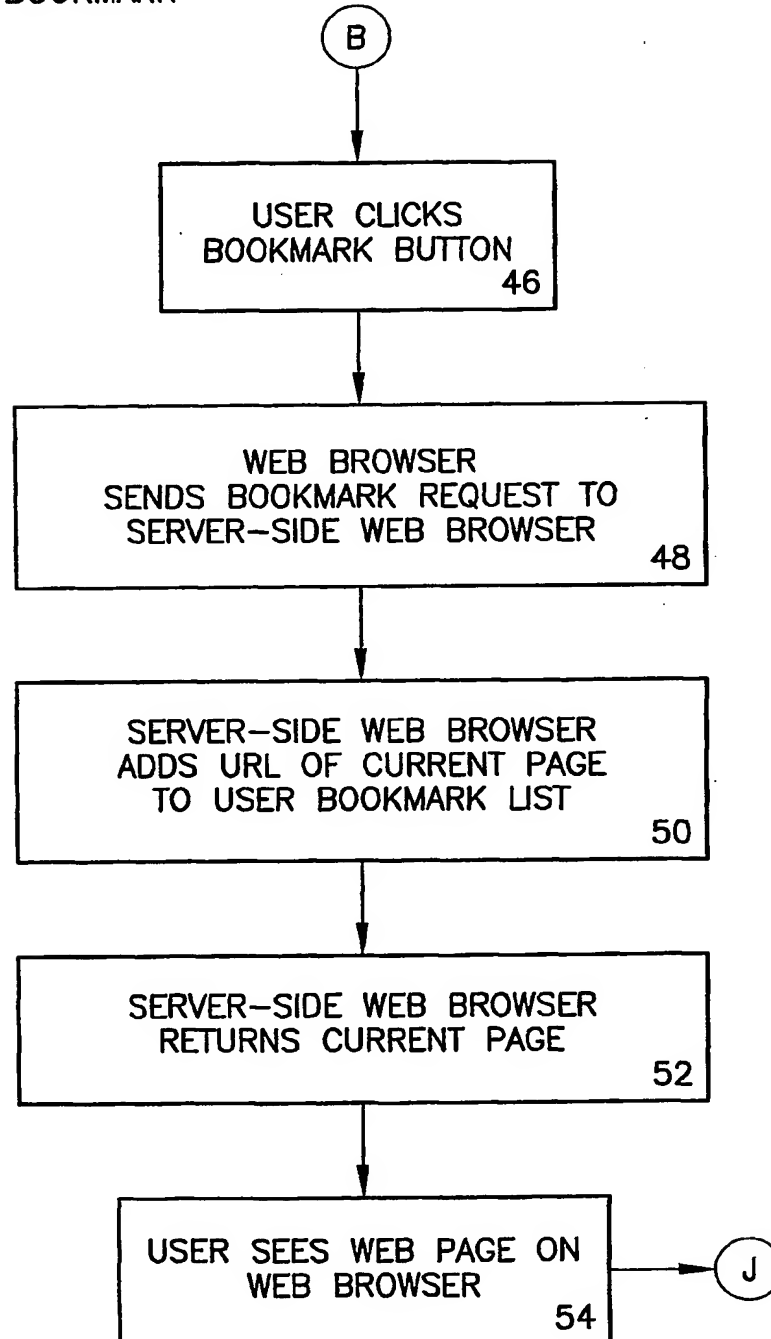 BOOKMARK
B
USER CLICKS
BOOKMARK BUTTON
46
WEB BROWSER
SENDS BOOKMARK REQUEST TO
SERVER-SIDE WEB BROWSER
48
SERVER-SIDE WEB BROWSER
ADDS URL OF CURRENT PAGE
TO USER BOOKMARK LIST
50
SERVER-SIDE WEB BROWSER
RETURNS CURRENT PAGE
52
USER SEES WEB PAGE ON
WEB BROWSER
J
54